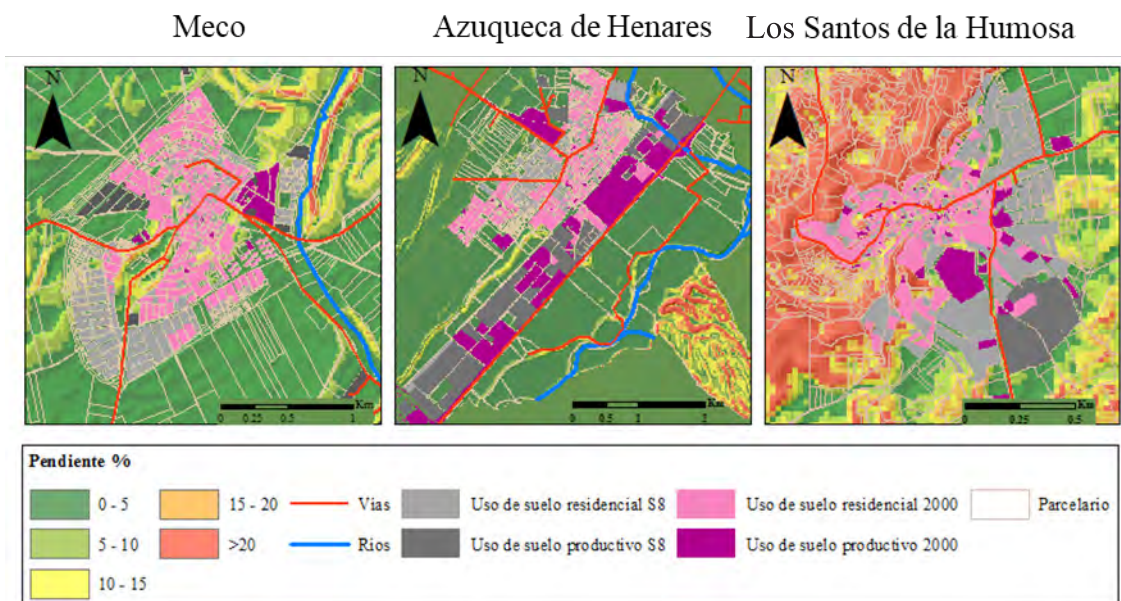 Meco Azuqueca de Henares Los Santos de la Humosa
N N N
Km Km Km
0 0.25 0.5 1 0 0.5 1 2 0 0.25 0.5
Pendiente %
0 - 5 15 - 20 Vias Uso de suelo residencial S8 Uso de suelo residencial 2000 Parcelario
5 - 10 >20 Rios Uso de suelo productivo S8 Uso de suelo productivo 2000
10 - 15